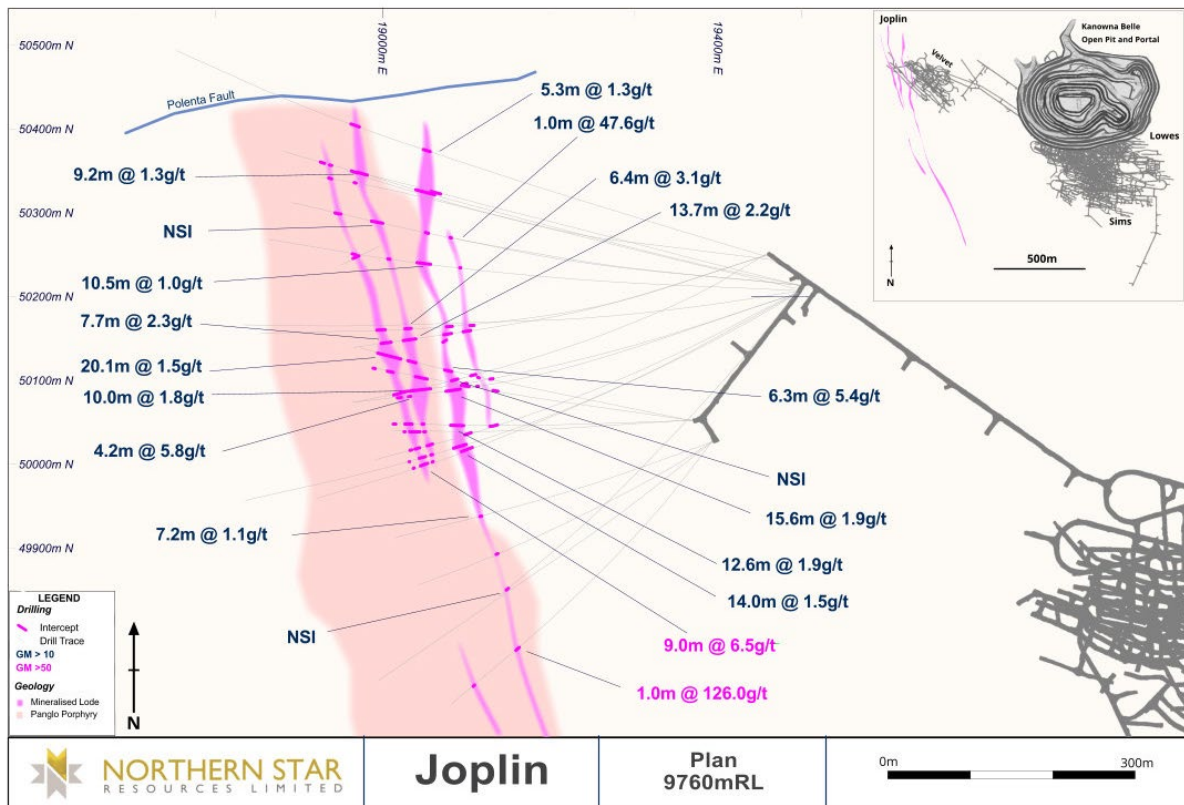 19000m E
19400m E
50500m N
50400m N
50300m N
50200m N
50100m N
50000m N
49900m N
Polenta Fault
5.3m @ 1.3g/t
1.0m @ 47.6g/t
9.2m @ 1.3g/t
6.4m @ 3.1g/t
13.7m @ 2.2g/t
NSI
10.5m @ 1.0g/t
7.7m @ 2.3g/t
20.1m @ 1.5g/t
10.0m @ 1.8g/t
6.3m @ 5.4g/t
4.2m @ 5.8g/t
NSI
15.6m @ 1.9g/t
7.2m @ 1.1g/t
12.6m @ 1.9g/t
14.0m @ 1.5g/t
NSI
9.0m @ 6.5g/t
1.0m @ 126.0g/t
Joplin
Velvet
Kanowna Belle
Open Pit and Portal
Lowes
Sims
N
500m
LEGEND
Drilling
Intercept
Drill Trace
GM > 10
GM >50
Geology
Mineralised Lode
Panglo Porphyry
N
NORTHERN STAR
RESOURCES LIMITED
Joplin
Plan
9760mRL
0m
300m